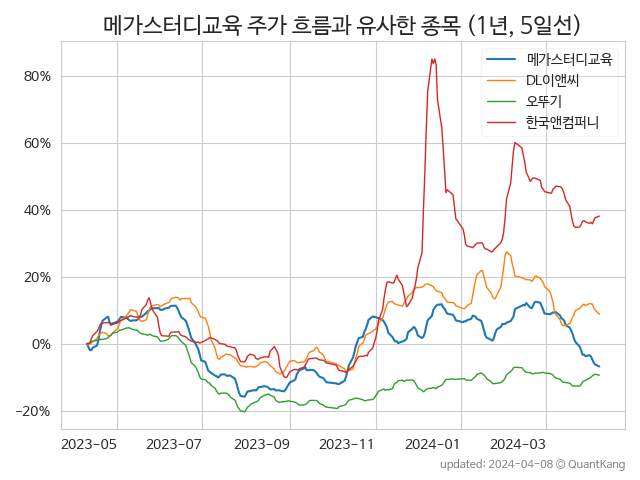 메가스터디교육 주가 흐름과 유사한 종목 (1년, 5일선)
메가스터디교육
DL이앤씨
오뚜기
한국앤컴퍼니
80%
60%
40%
20%
0%
−20%
2023-05 2023-07 2023-09 2023-11 2024-01 2024-03
updated: 2024-04-08 © QuantKang